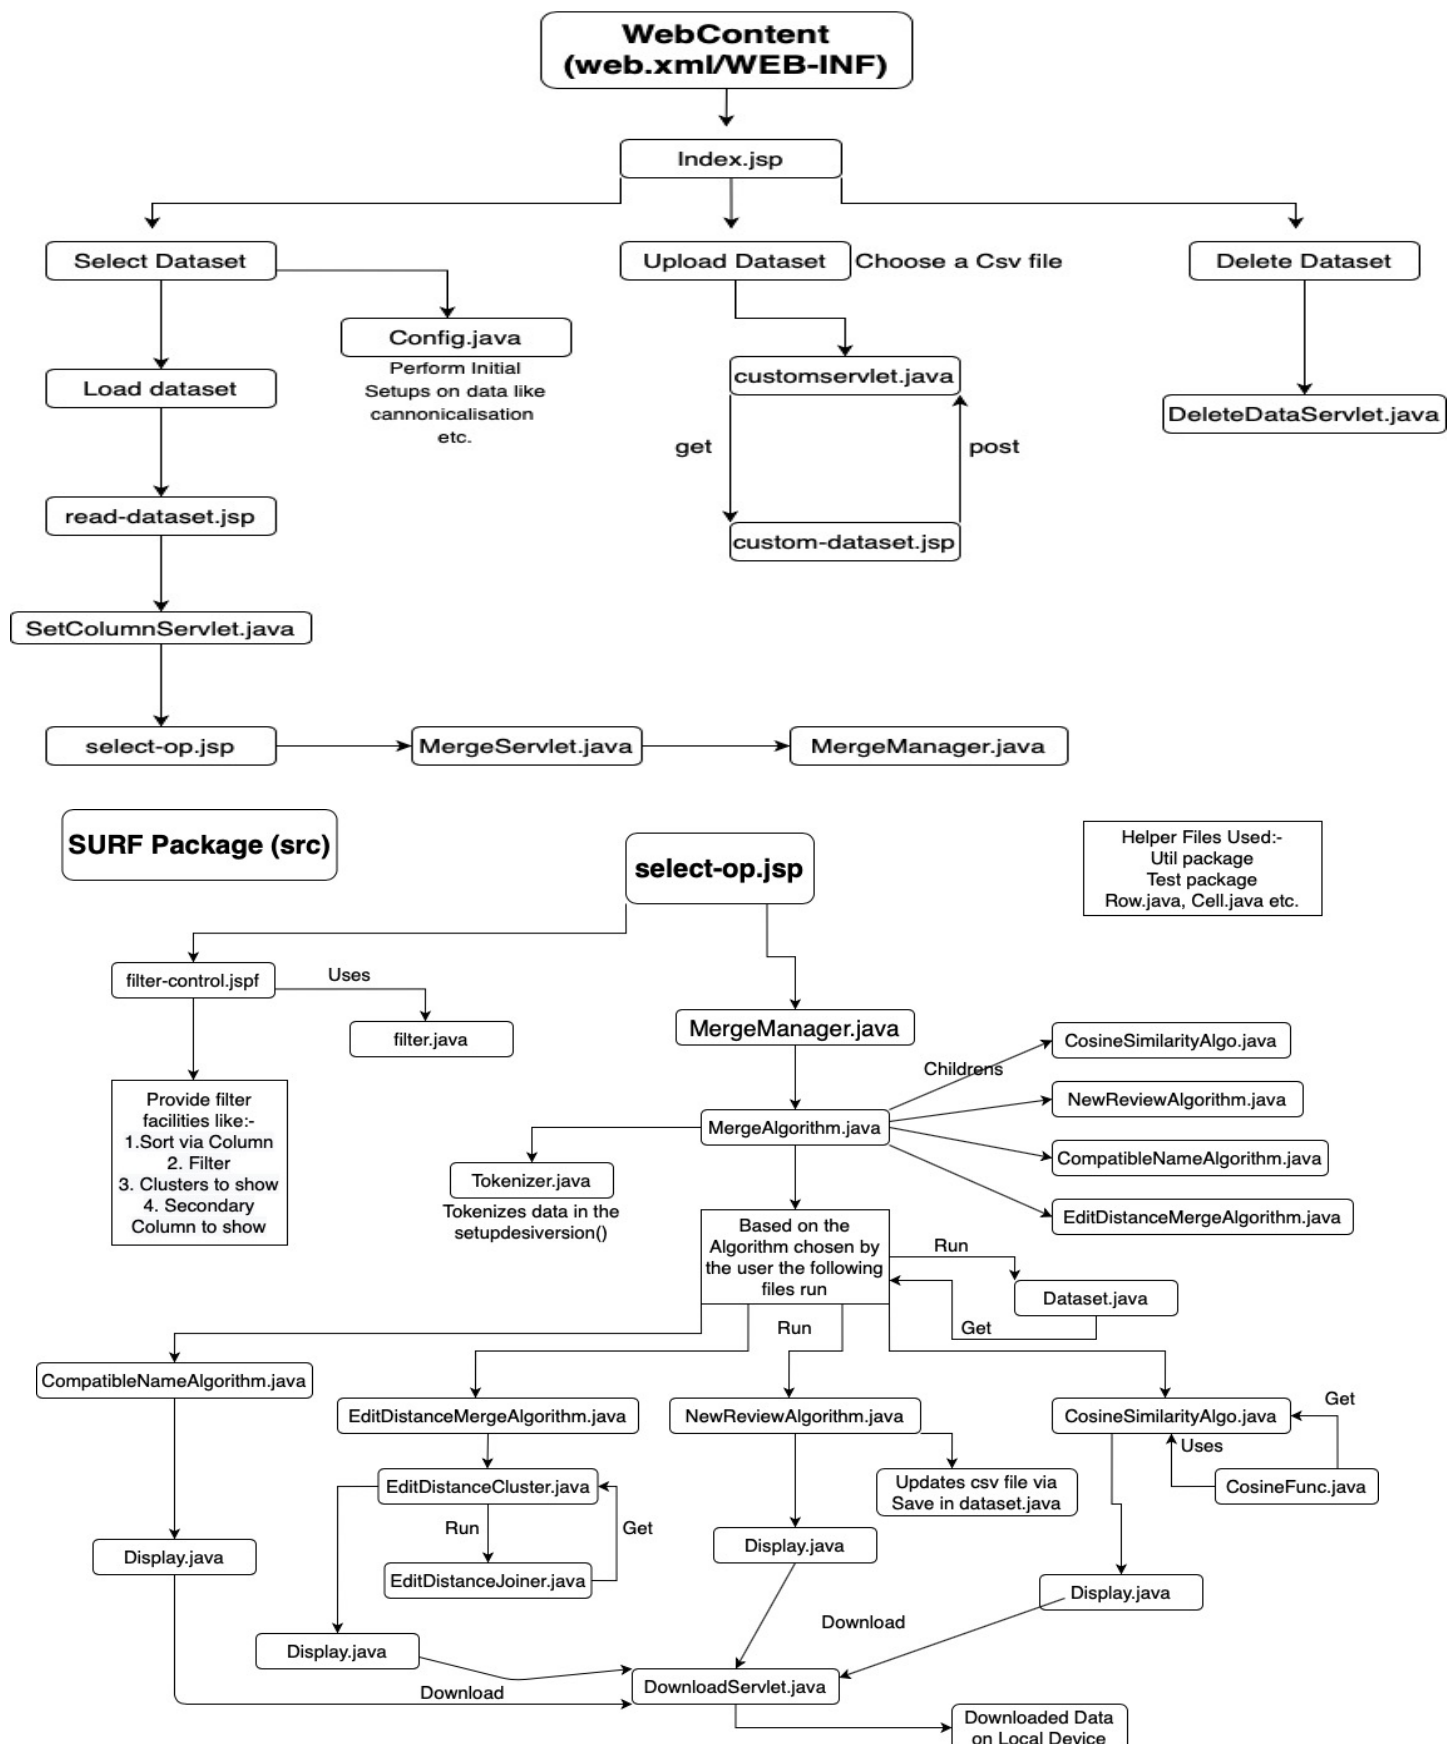 WebContent
(web.xml/WEB-INF)
Index.jsp
Select Dataset
Upload Dataset
Choose a Csv file
Delete Dataset
Config.java
Perform Initial
Setups on data like
cannonicalisation
etc.
Load dataset
customservlet.java
DeleteDataServlet.java
get
post
read-dataset.jsp
custom-dataset.jsp
SetColumnServlet.java
select-op.jsp
MergeServlet.java
MergeManager.java
SURF Package (src)
select-op.jsp
Helper Files Used:-
Util package
Test package
Row.java, Cell.java etc.
filter-control.jspf
Uses
filter.java
MergeManager.java
CosineSimilarityAlgo.java
Childrens
Provide filter
facilities like:-
1.Sort via Column
2. Filter
3. Clusters to show
4. Secondary
Column to show
NewReviewAlgorithm.java
MergeAlgorithm.java
CompatibleNameAlgorithm.java
Tokenizer.java
Tokenizes data in the
setupdesiversion()
EditDistanceMergeAlgorithm.java
Based on the
Algorithm chosen by
the user the following
files run
Run
Dataset.java
Get
Run
CompatibleNameAlgorithm.java
EditDistanceMergeAlgorithm.java
NewReviewAlgorithm.java
CosineSimilarityAlgo.java
Get
Uses
EditDistanceCluster.java
Updates csv file via
Save in dataset.java
CosineFunc.java
Run
Get
Display.java
Display.java
EditDistanceJoiner.java
Display.java
Download
Display.java
DownloadServlet.java
Download
Downloaded Data
on Local Device